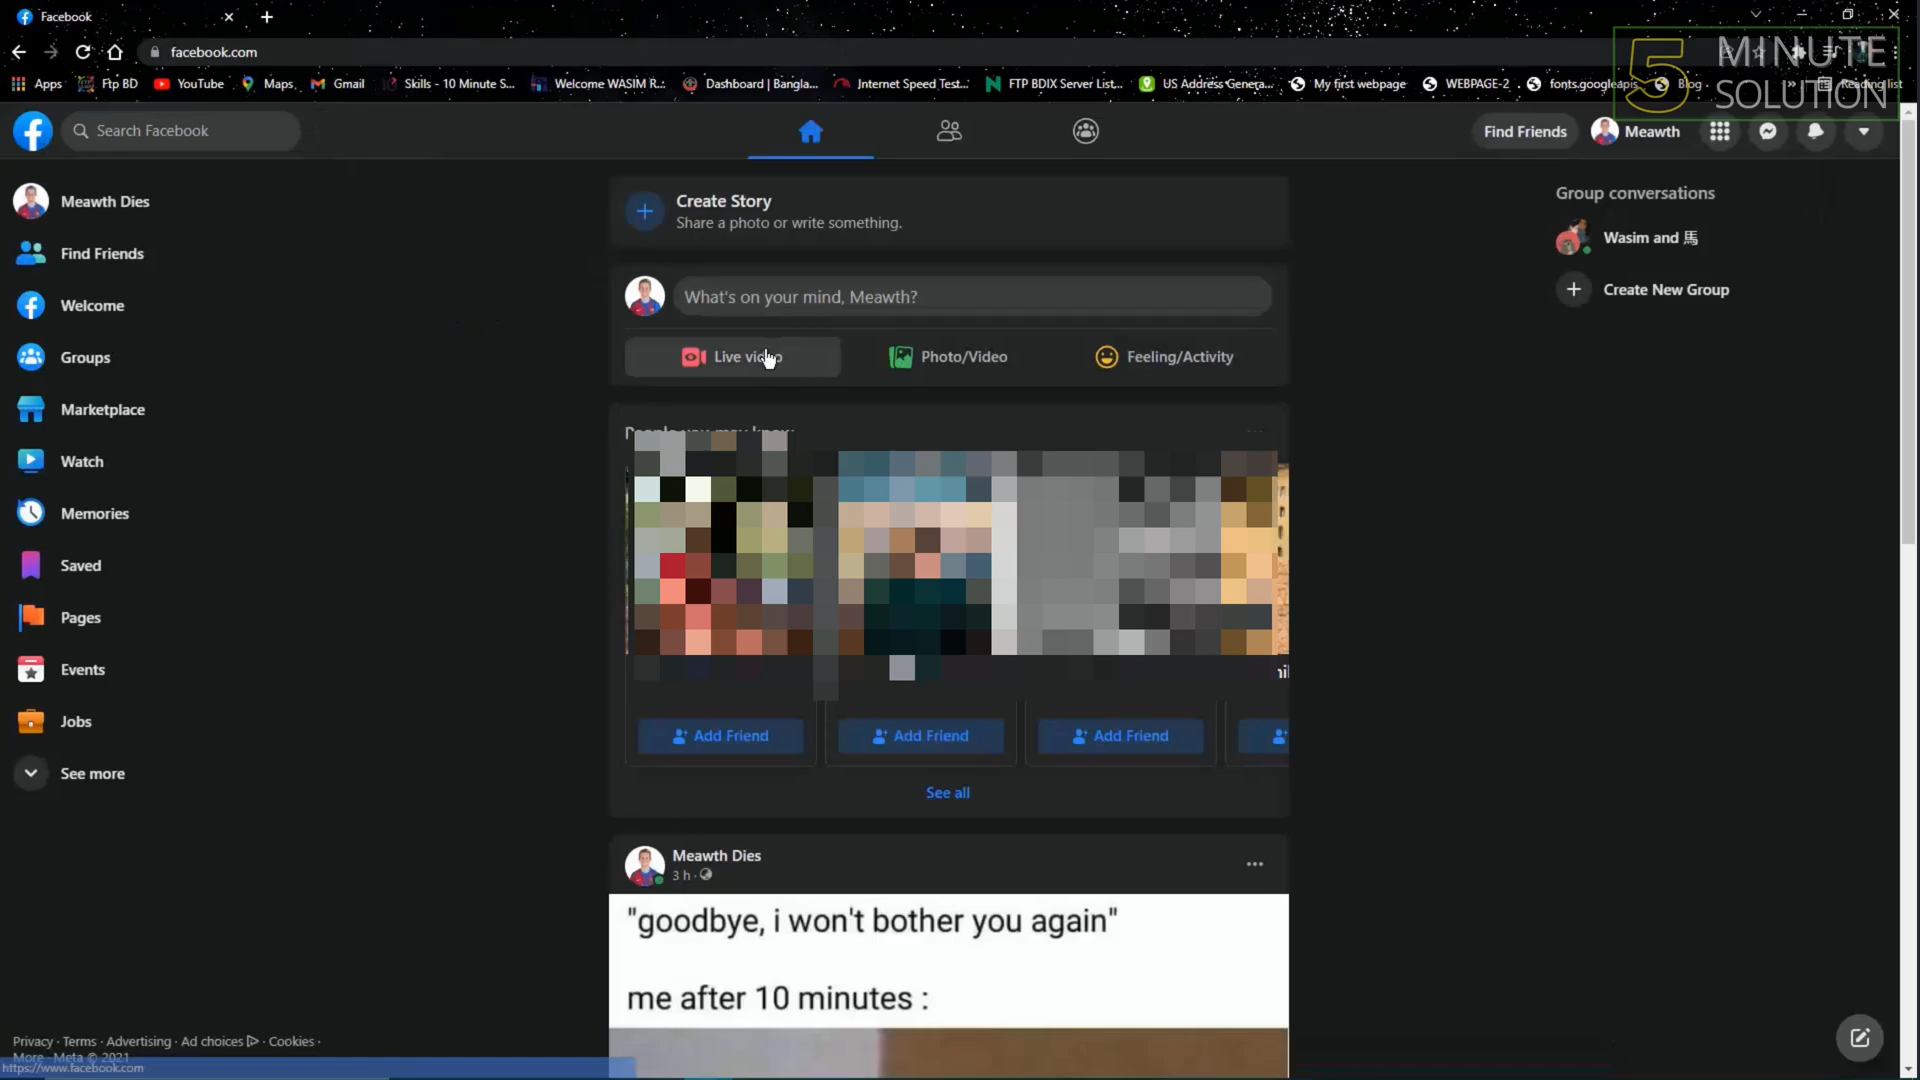 Facebook
facebook.com
5 MINUTE
SOLUTION
Apps
Ftp BD
YouTube
Maps
Gmail
Skills - 10 Minute S...
Welcome WASIM R...
Dashboard | Bangla...
Internet Speed Test...
FTP BDIX Server List...
US Address Genera...
My first webpage
WEBPAGE-2
fonts.googleapis
Blog
Reading list
Search Facebook
Find Friends
Meawth
Meawth Dies
Find Friends
Welcome
Groups
Marketplace
Watch
Memories
Saved
Pages
Events
Jobs
See more
Privacy · Terms · Advertising · Ad choices · Cookies ·
More · Meta © 2021
https://www.facebook.com
Create Story
Share a photo or write something.
What's on your mind, Meawth?
Live video
Photo/Video
Feeling/Activity
People you may know
Add Friend
Add Friend
Add Friend
See all
Meawth Dies
3 h ·
"goodbye, i won't bother you again"
me after 10 minutes :
Group conversations
Wasim and 馬
Create New Group